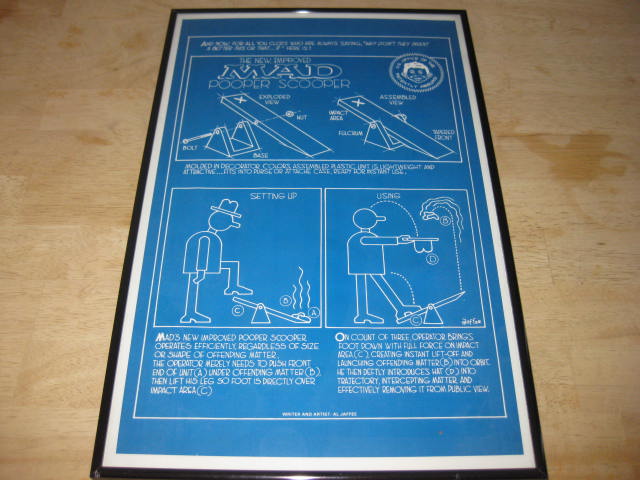 AND NOW, FOR ALL YOU CLODS WHO ARE ALWAYS SAYING, "WHY DON'T THEY INVENT
A BETTER THIS OR THAT...?" HERE IS!
THE NEW, IMPROVED
MAD
POOPER SCOOPER
EXPLODED
VIEW
NUT
BOLT
BASE
ASSEMBLED
VIEW
IMPACT
AREA
FULCRUM
TAPERED
FRONT
MOLDED IN DECORATOR COLORS, ASSEMBLED PLASTIC UNIT IS LIGHTWEIGHT AND
ATTRACTIVE...FITS INTO PURSE OR ATTACHE CASE, READY FOR INSTANT USE.
SETTING UP
C
B
A
USING
B
D
C
JAFFEE
MAD'S NEW IMPROVED POOPER SCOOPER
OPERATES EFFICIENTLY, REGARDLESS OF SIZE
OR SHAPE OF OFFENDING MATTER.
THE OPERATOR MERELY NEEDS TO PUSH FRONT
END OF UNIT (A) UNDER OFFENDING MATTER (B),
THEN LIFT HIS LEG SO FOOT IS DIRECTLY OVER
IMPACT AREA (C)
ON COUNT OF THREE, OPERATOR BRINGS
FOOT DOWN WITH FULL FORCE ON IMPACT
AREA (C), CREATING INSTANT LIFT-OFF AND
LAUNCHING OFFENDING MATTER (B) INTO ORBIT.
HE THEN DEFTLY INTRODUCES HAT (D) INTO
TRAJECTORY, INTERCEPTING MATTER AND
EFFECTIVELY REMOVING IT FROM PUBLIC VIEW.
WRITER AND ARTIST: AL JAFFEE